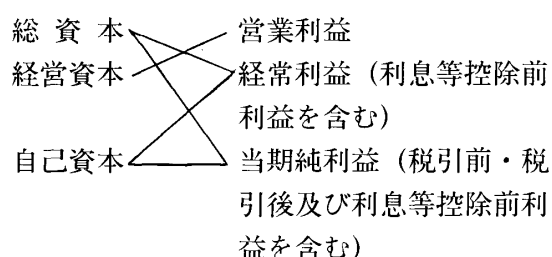 総資本 営業利益
経営資本 経常利益（利息等控除前
利益を含む）
自己資本 当期純利益（税引前・税
引後及び利息等控除前利
益を含む）